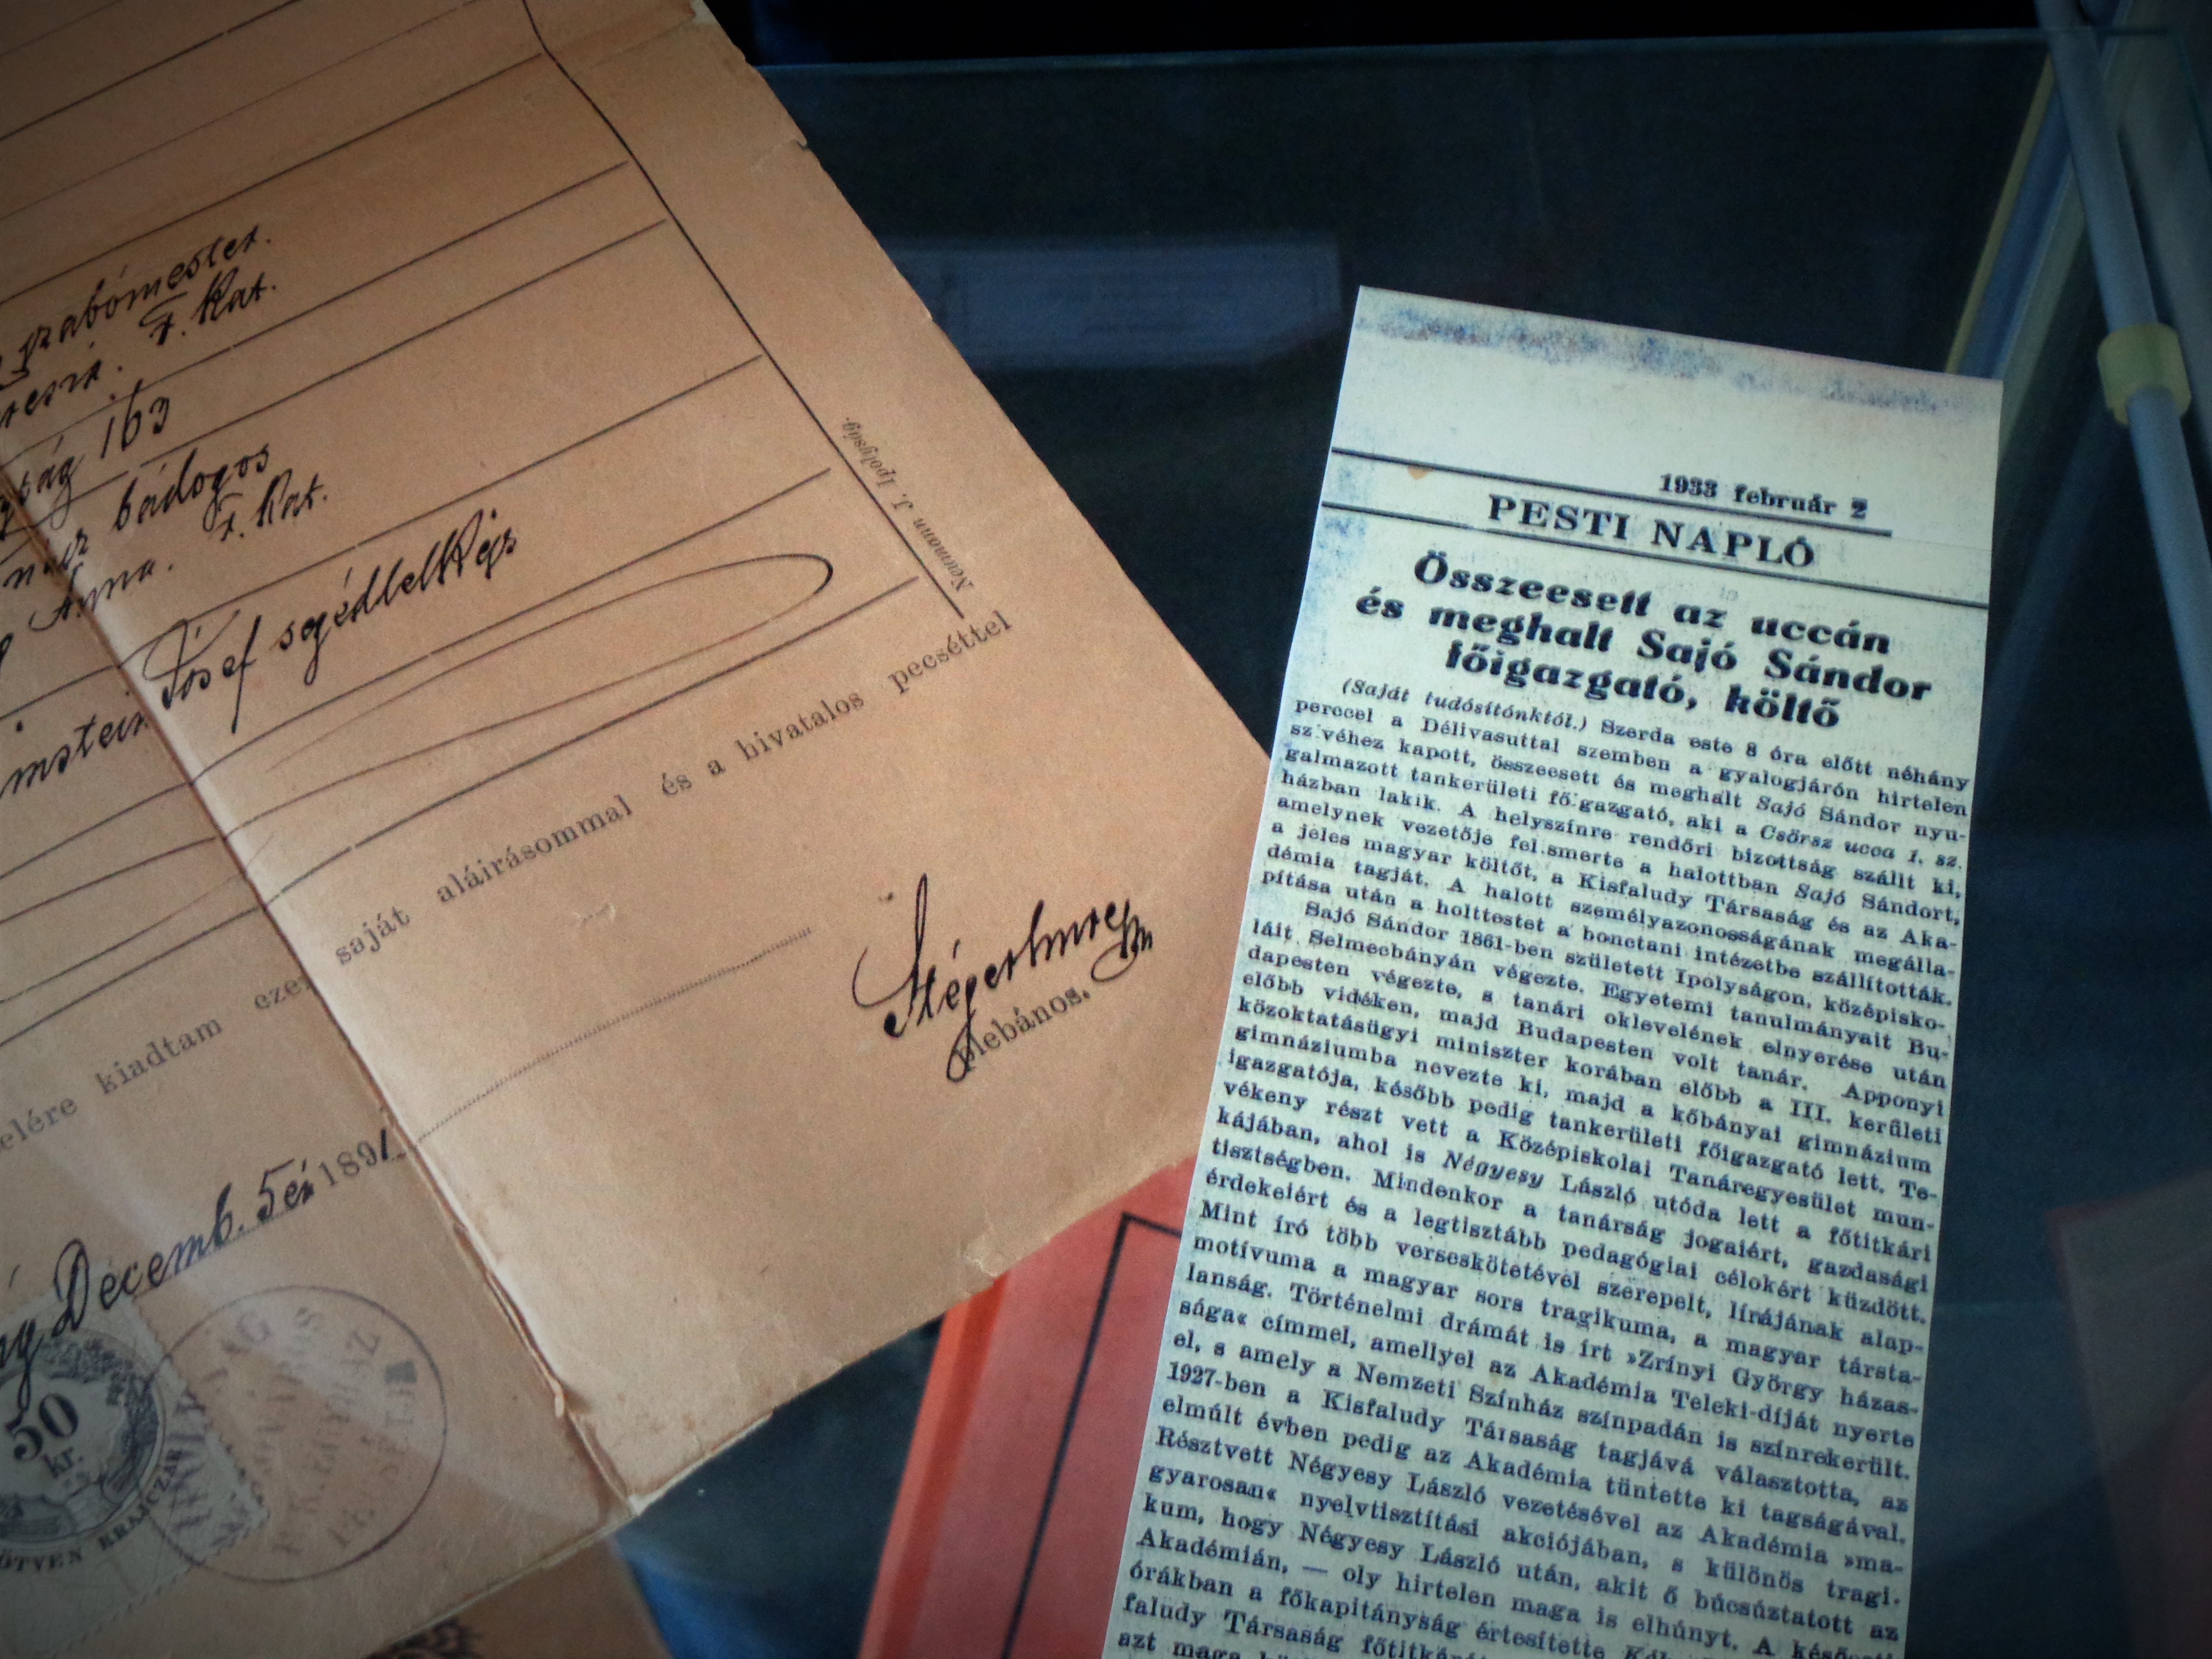 szabómester.
F. Kat.
ság 163
bádogos
Anna. F. Kat.
József segédlelkész
Neumann J. Ipolyság.
elére kiadtam ezen saját aláirásommal és a hivatalos pecséttel
Decemb. 5én 1891
Stéger Imre
plebános.
50
kr.
ÖTVEN KRAJCZÁR
1933 február 2
PESTI NAPLÓ
Összeesett az uccán
és meghalt Sajó Sándor
főigazgató, költő
(Saját tudósítónktól.) Szerda este 8 óra előtt néhány
perccel a Délivasuttal szemben a gyalogjárón hirtelen
szivéhez kapott, összeesett és meghalt Sajó Sándor nyu-
galmazott tankerületi főigazgató, aki a Csörsz ucca 1. sz.
házban lakik. A helyszínre rendőri bizottság szállt ki,
amelynek vezetője felismerte a halottban Sajó Sándort,
a jeles magyar költőt, a Kisfaludy Társaság és az Aka-
démia tagját. A halott személyazonosságának megálla-
pítása után a holttestet a bonctani intézetbe szállították.
Sajó Sándor 1861-ben született Ipolyságon, középisko-
láit Selmecbányán végezte. Egyetemi tanulmányait Bu-
dapesten végezte, s tanári oklevelének elnyerése után
előbb vidéken, majd Budapesten volt tanár. Apponyi
közoktatásügyi miniszter korában előbb a III. kerületi
gimnáziumba nevezte ki, majd a kőbányai gimnázium
igazgatója, később pedig tankerületi főigazgató lett. Te-
vékeny részt vett a Középiskolai Tanáregyesület mun-
kájában, ahol is Négyesy László utóda lett a főtitkári
tisztségben. Mindenkor a tanárság jogaiért, gazdasági
érdekeiért és a legtisztább pedagógiai célokért küzdött.
Mint író több verseskötetével szerepelt, lírájának alap-
motívuma a magyar sors tragikuma, a magyar társta-
lanság. Történelmi drámát is írt »Zrínyi György házas-
sága« címmel, amellyel az Akadémia Teleki-díját nyerte
el, s amely a Nemzeti Színház színpadán is színrekerült.
1927-ben a Kisfaludy Társaság tagjává választotta, az
elmúlt évben pedig az Akadémia tüntette ki tagságával.
Résztvett Négyesy László vezetésével az Akadémia »ma-
gyarosan« nyelvtisztítási akciójában, s különös tragi-
kum, hogy Négyesy László után, akit ő búcsúztatott az
Akadémián, — oly hirtelen maga is elhúnyt. A késő esti
órákban a főkapitányság értesítette
faludy Társaság főtitkárát
azt maga